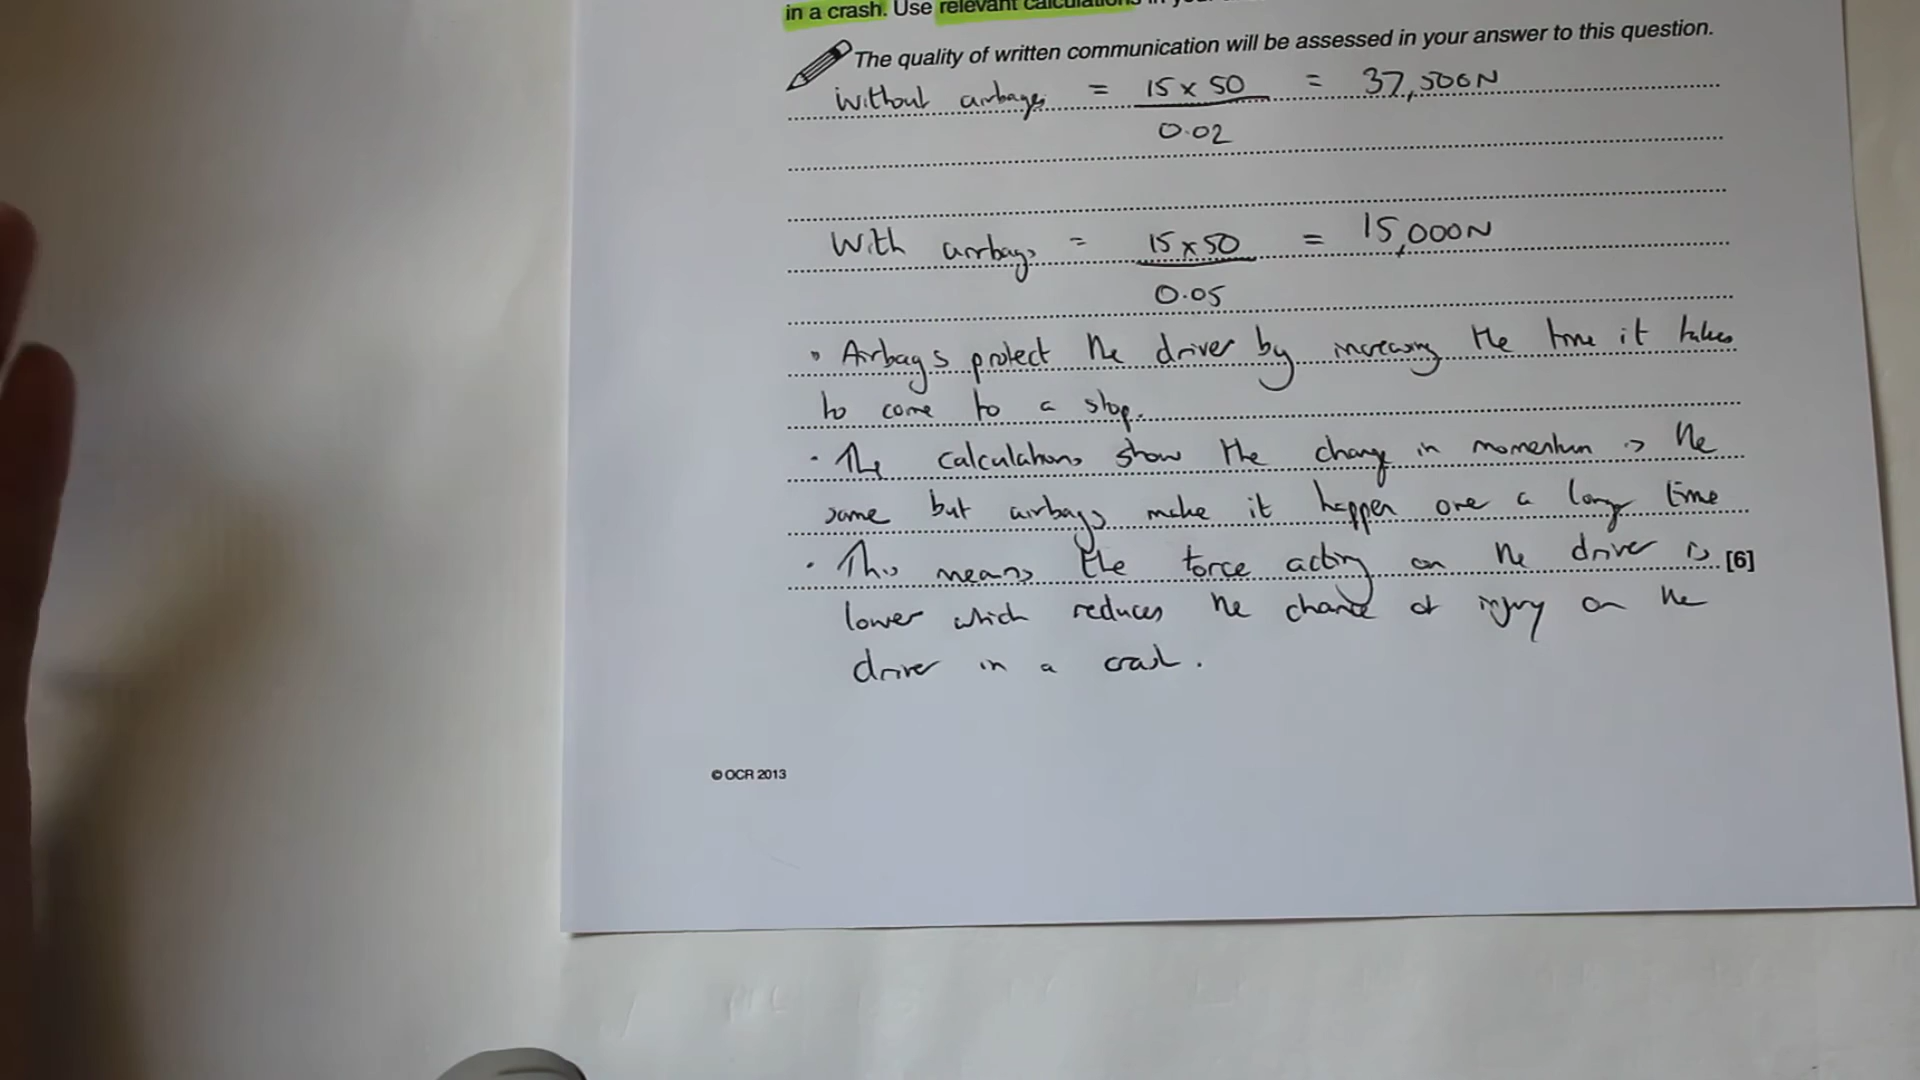 in a crash. Use relevant calculations in your
The quality of written communication will be assessed in your answer to this question.
Without airbags = 15 x 50 = 37,500N
0.02
With airbags = 15 x 50 = 15,000N
0.05
• Airbags protect the driver by increasing the time it takes
to come to a stop.
• The calculations show the change in momentum is the
same but airbags make it happen over a longer time
• This means the force acting on the driver is [6]
lower which reduces the chance of injury on the
driver in a crash.
© OCR 2013